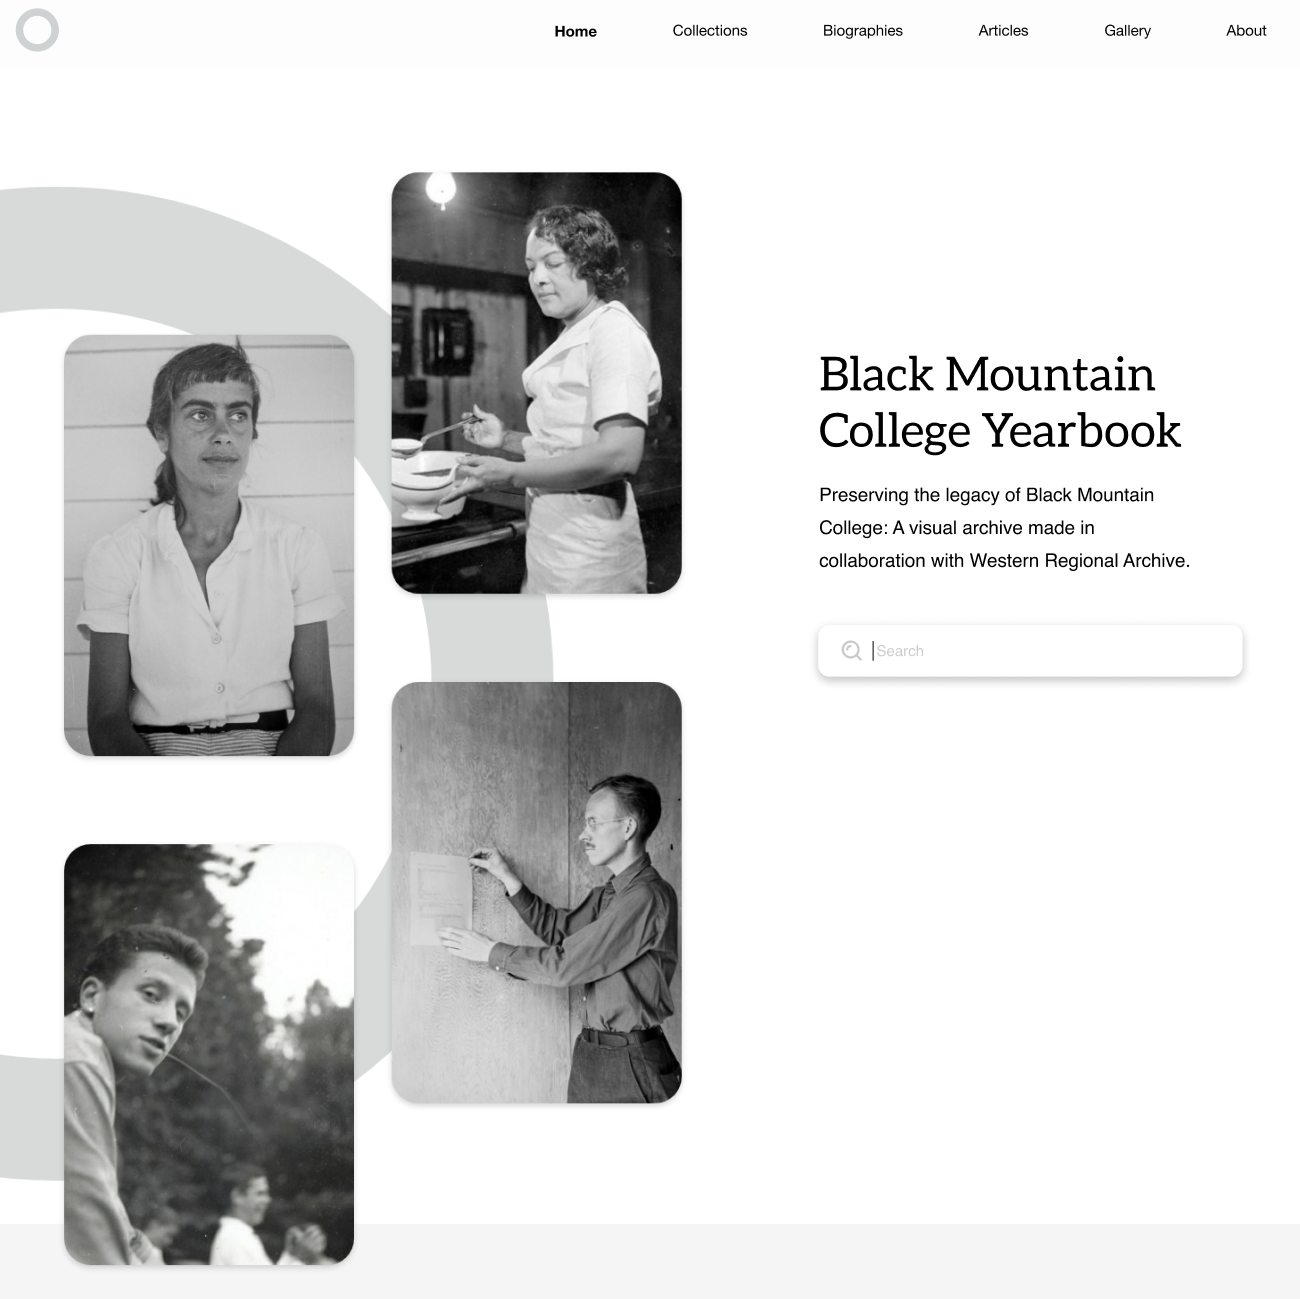 Home
Collections
Biographies
Articles
Gallery
About
Black Mountain
College Yearbook
Preserving the legacy of Black Mountain
College: A visual archive made in
collaboration with Western Regional Archive.
Search